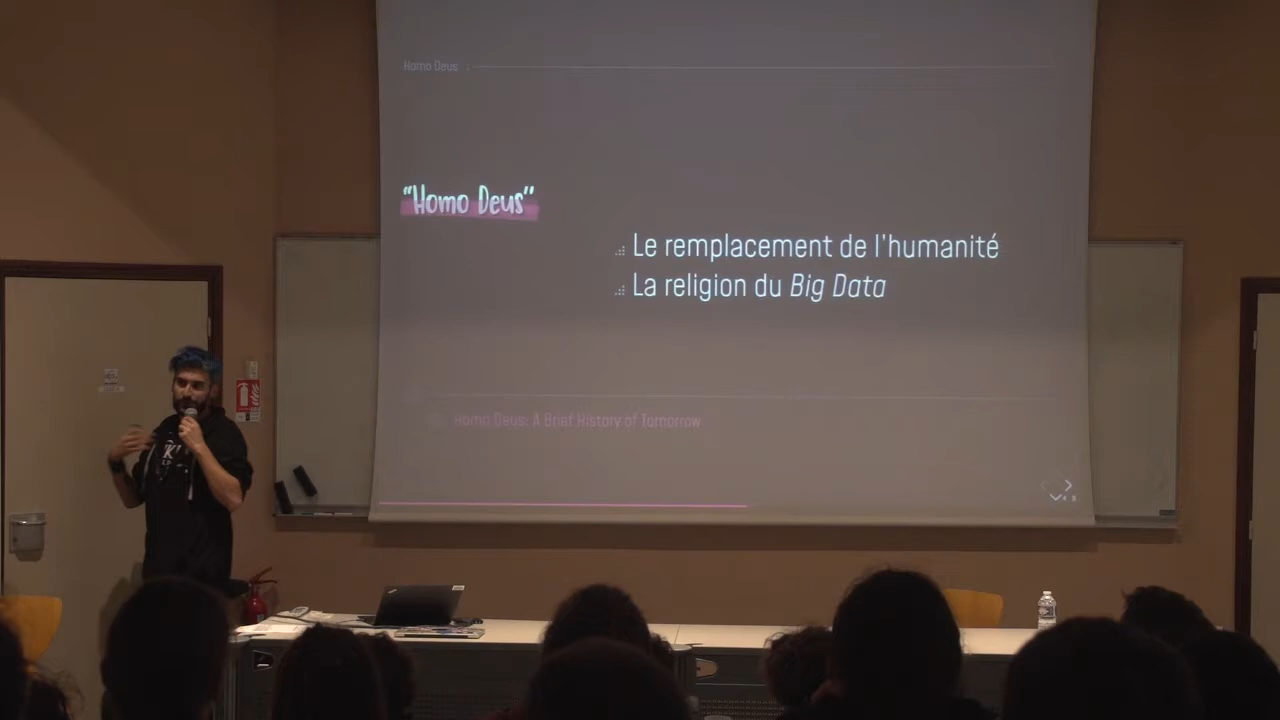 Homo Deus :
“Homo Deus”
Le remplacement de l'humanité
La religion du Big Data
Homo Deus: A Brief History of Tomorrow